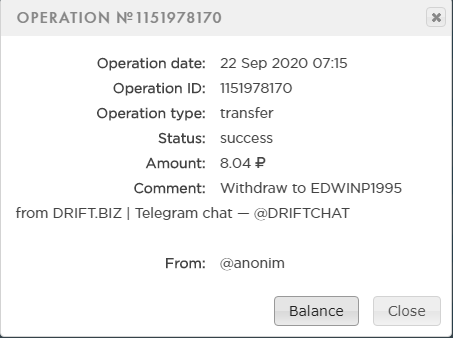 OPERATION №1151978170
Operation date: 22 Sep 2020 07:15
Operation ID: 1151978170
Operation type: transfer
Status: success
Amount: 8.04 ₽
Comment: Withdraw to EDWINP1995
from DRIFT.BIZ | Telegram chat — @DRIFTCHAT
From: @anonim
Balance Close